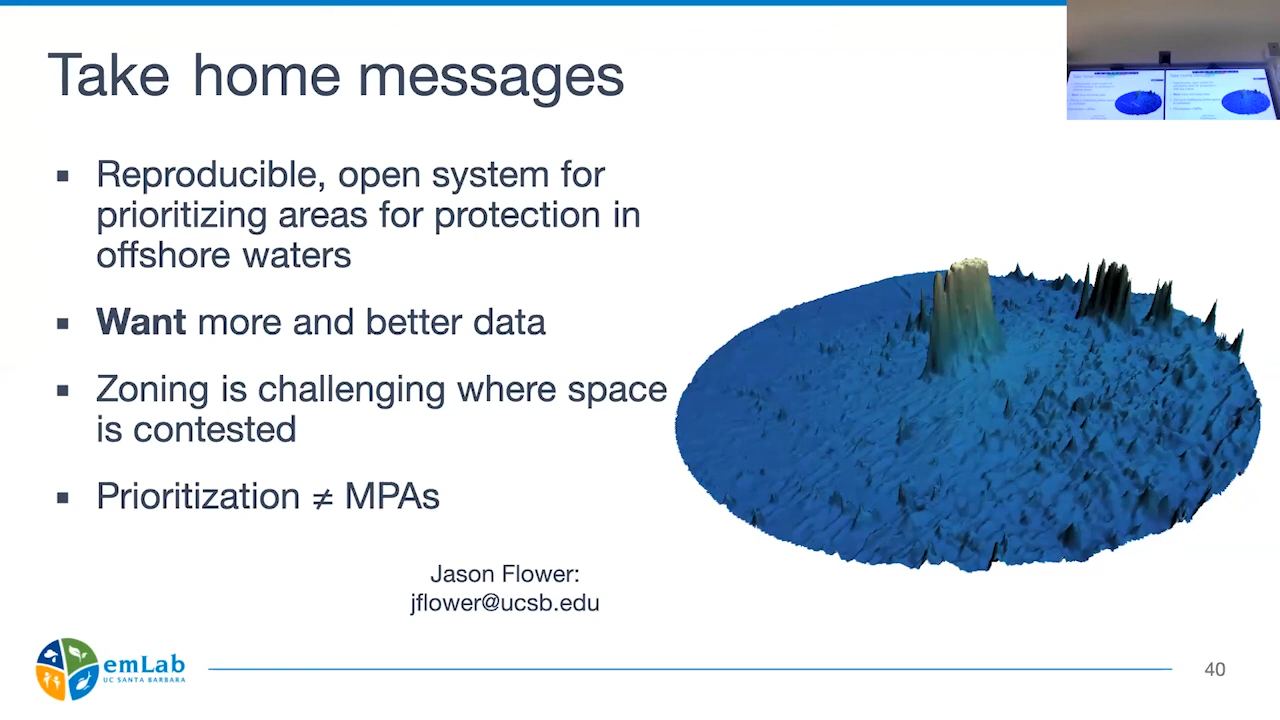 Take home messages
▪ Reproducible, open system for
prioritizing areas for protection in
offshore waters
▪ Want more and better data
▪ Zoning is challenging where space
is contested
▪ Prioritization ≠ MPAs
Jason Flower:
jflower@ucsb.edu
emLab
UC SANTA BARBARA
40